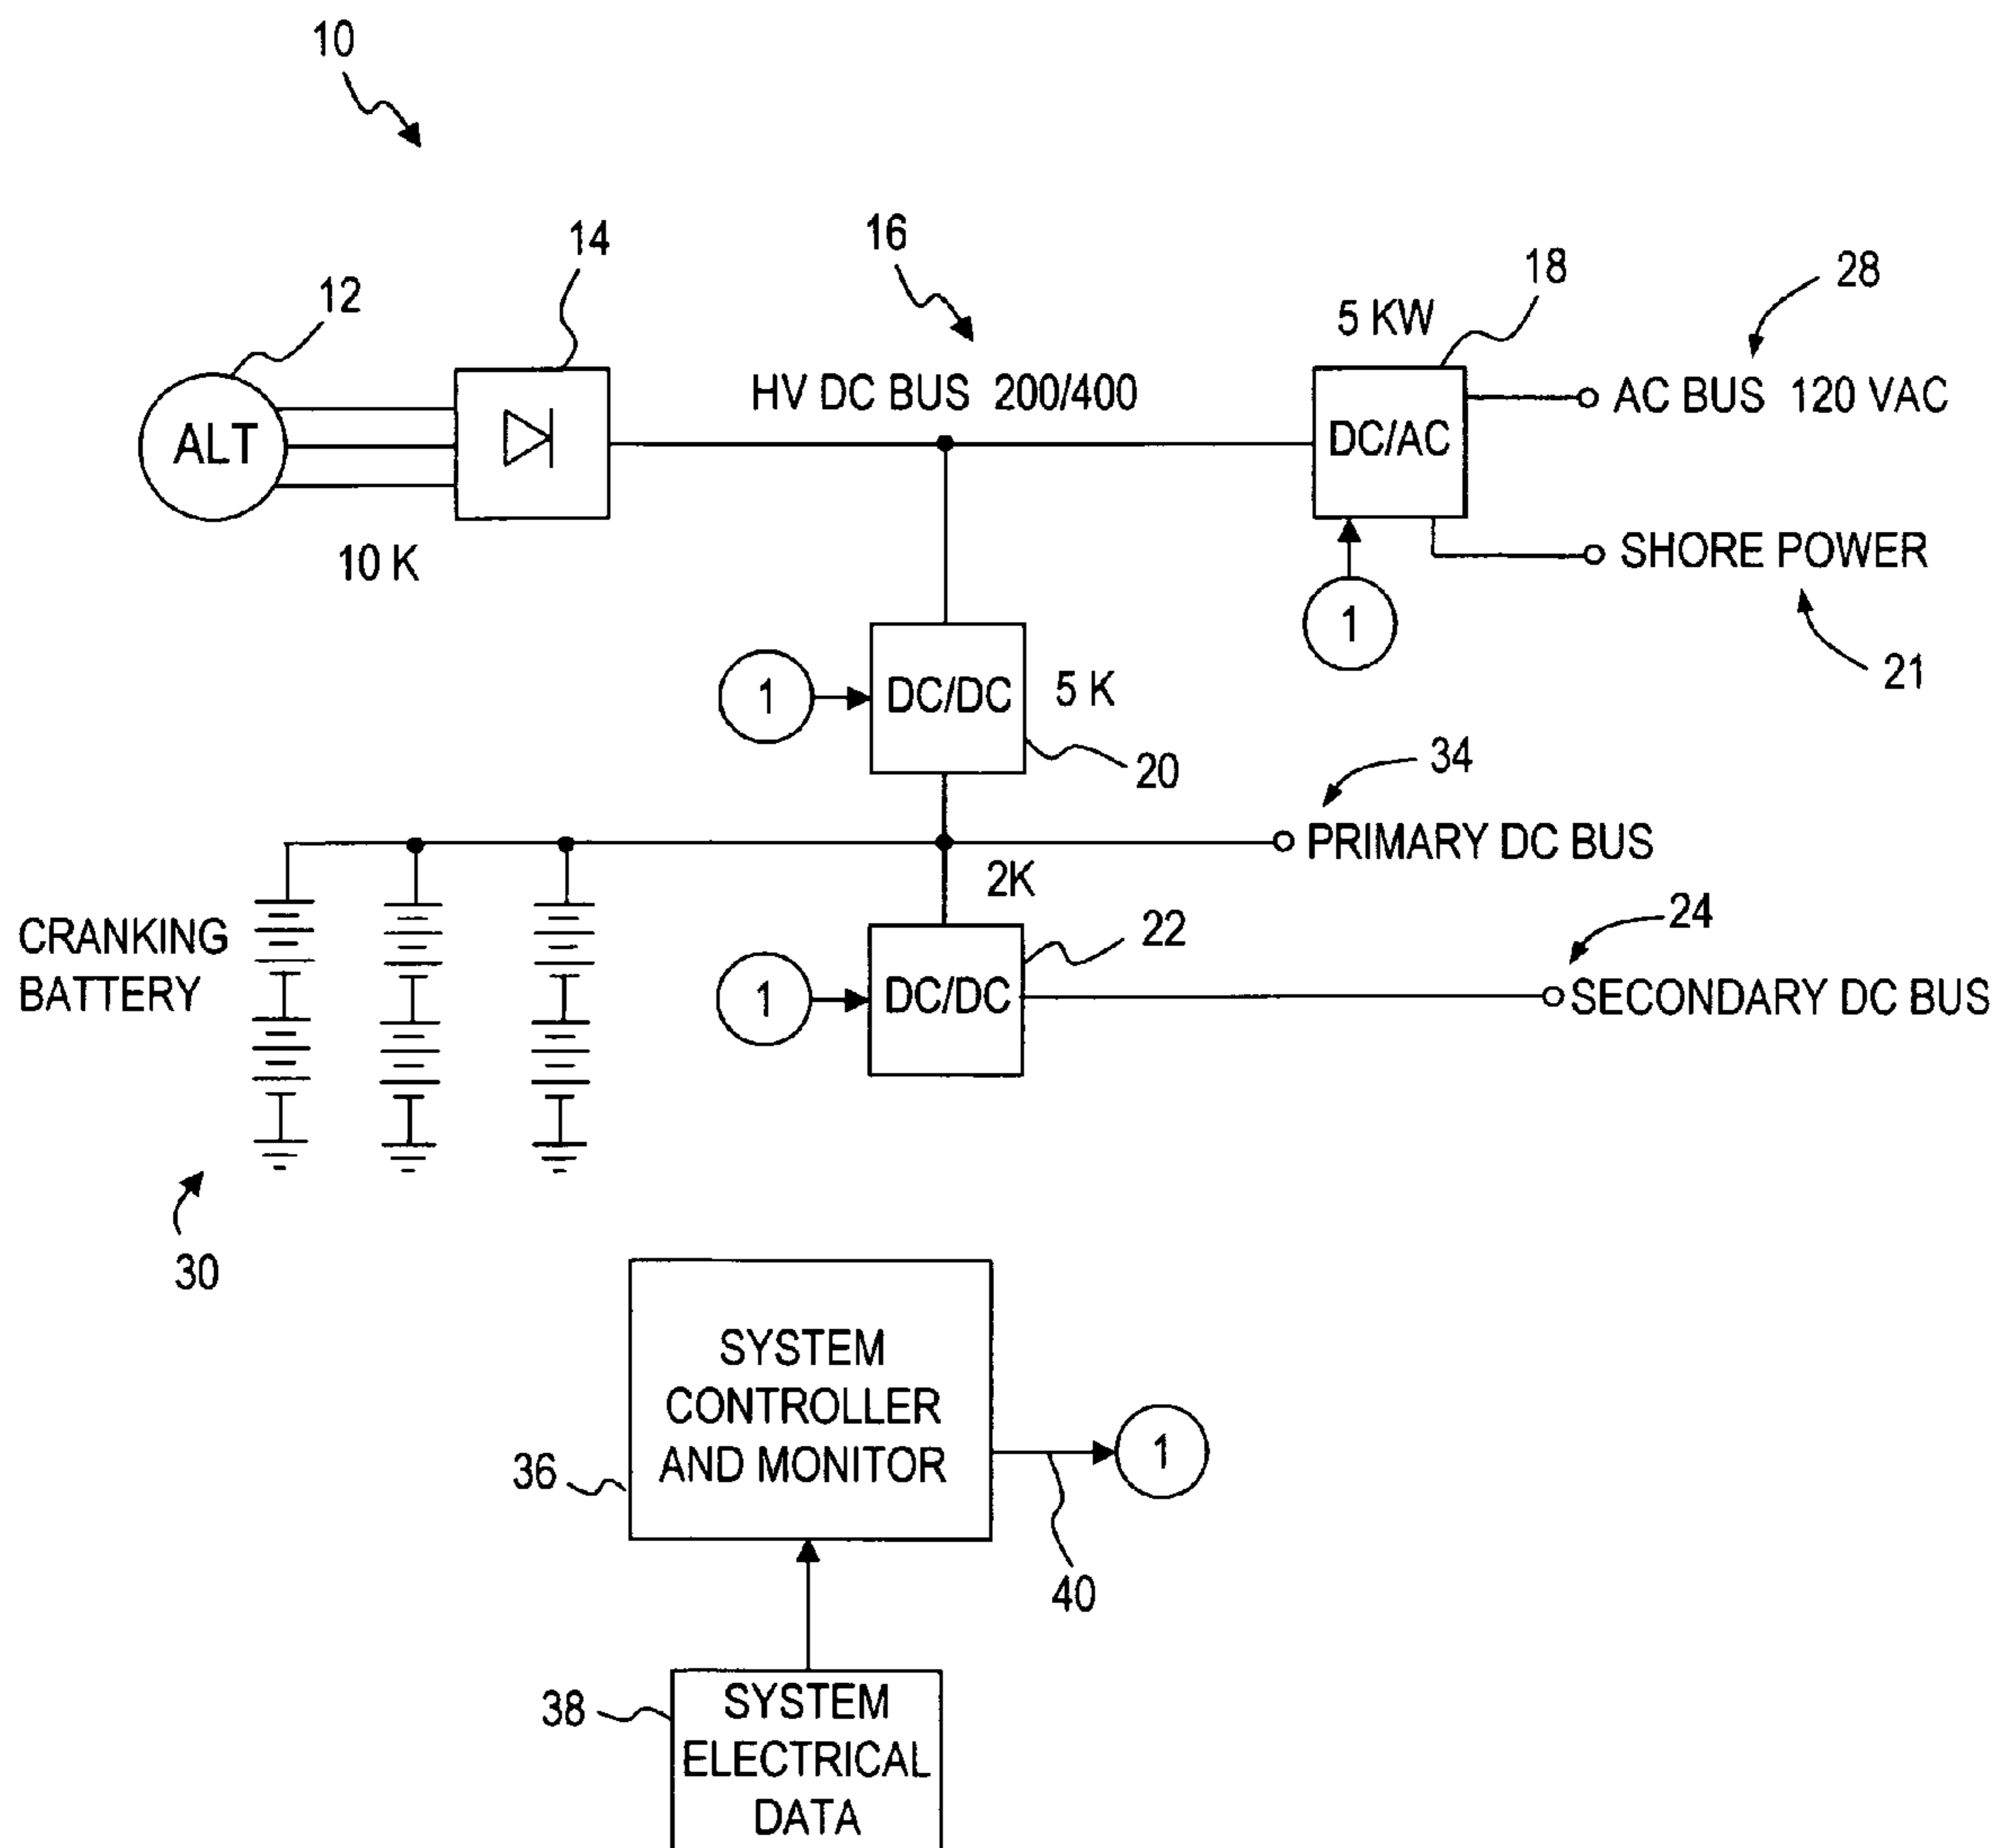 10
12
14
16
18
28
5 KW
HV DC BUS 200/400
AC BUS 120 VAC
ALT
DC/AC
10 K
SHORE POWER
1
21
1
DC/DC
5 K
20
34
PRIMARY DC BUS
2K
CRANKING
BATTERY
22
24
1
DC/DC
SECONDARY DC BUS
30
SYSTEM
CONTROLLER
AND MONITOR
36
1
40
38
SYSTEM
ELECTRICAL
DATA